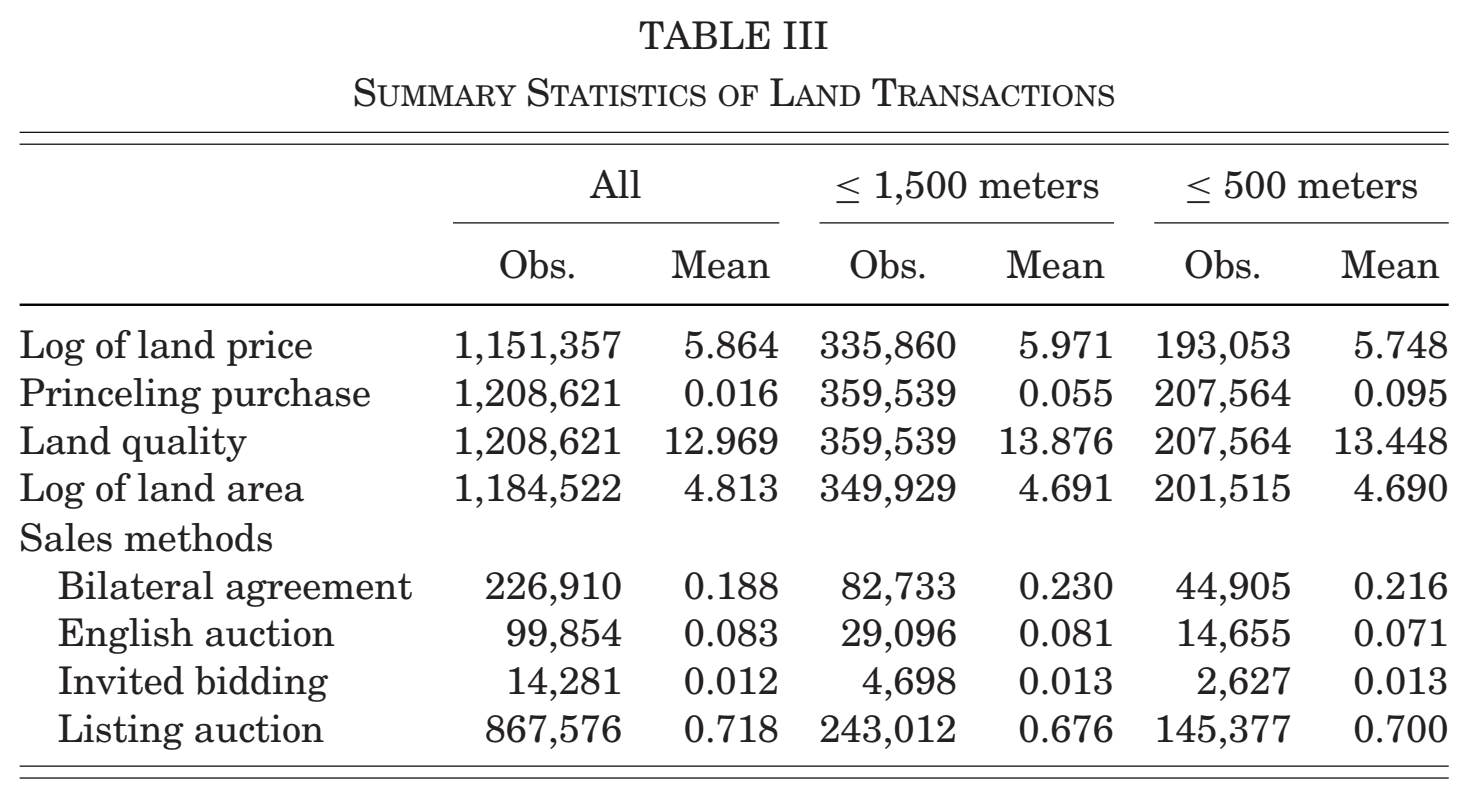 TABLE III
SUMMARY STATISTICS OF LAND TRANSACTIONS
All ≤ 1,500 meters ≤ 500 meters
Obs. Mean Obs. Mean Obs. Mean
Log of land price 1,151,357 5.864 335,860 5.971 193,053 5.748
Princeling purchase 1,208,621 0.016 359,539 0.055 207,564 0.095
Land quality 1,208,621 12.969 359,539 13.876 207,564 13.448
Log of land area 1,184,522 4.813 349,929 4.691 201,515 4.690
Sales methods
Bilateral agreement 226,910 0.188 82,733 0.230 44,905 0.216
English auction 99,854 0.083 29,096 0.081 14,655 0.071
Invited bidding 14,281 0.012 4,698 0.013 2,627 0.013
Listing auction 867,576 0.718 243,012 0.676 145,377 0.700